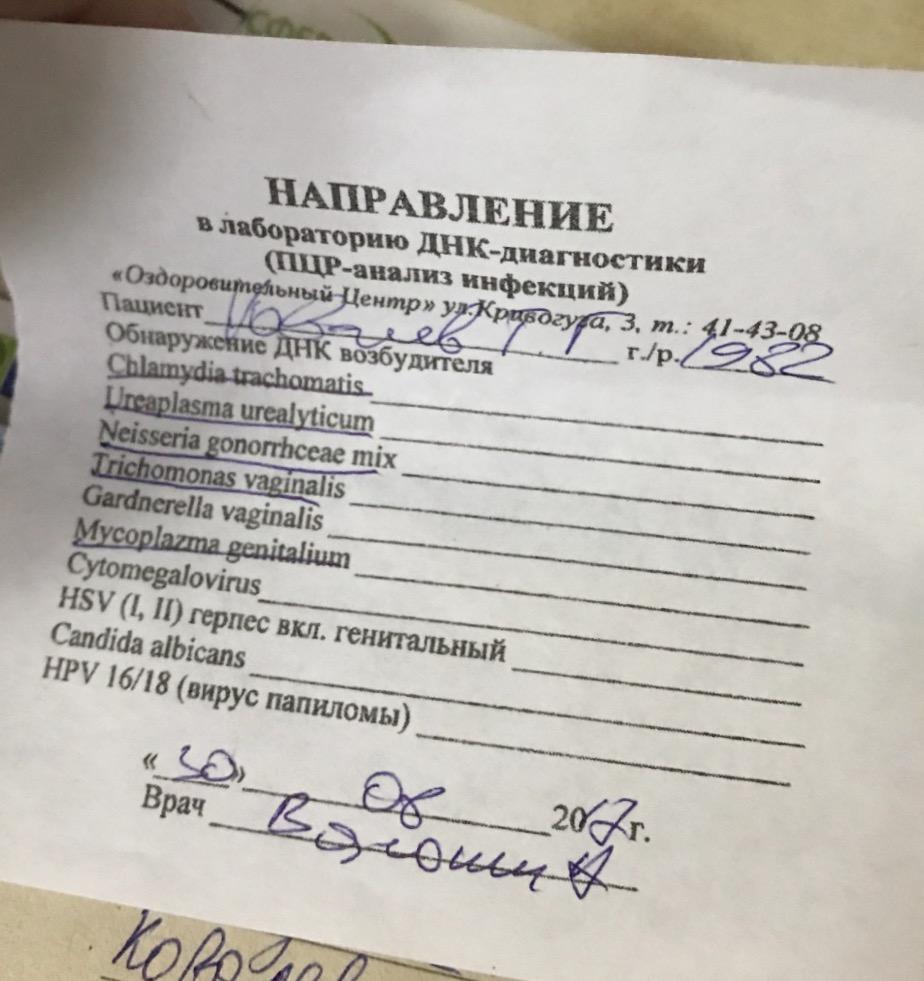 НАПРАВЛЕНИЕ
в лабораторию ДНК-диагностики
(ПЦР-анализ инфекций)
«Оздоровительный Центр» ул.Кривогуза, 3, т.: 41-43-08
Пациент г./р. 1982
Обнаружение ДНК возбудителя
Chlamydia trachomatis
Ureaplasma urealyticum
Neisseria gonorrhceae mix
Trichomonas vaginalis
Gardnerella vaginalis
Mycoplazma genitalium
Cytomegalovirus
HSV (I, II) герпес вкл. генитальный
Candida albicans
HPV 16/18 (вирус папиломы)
«30» 08 2017г.
Врач